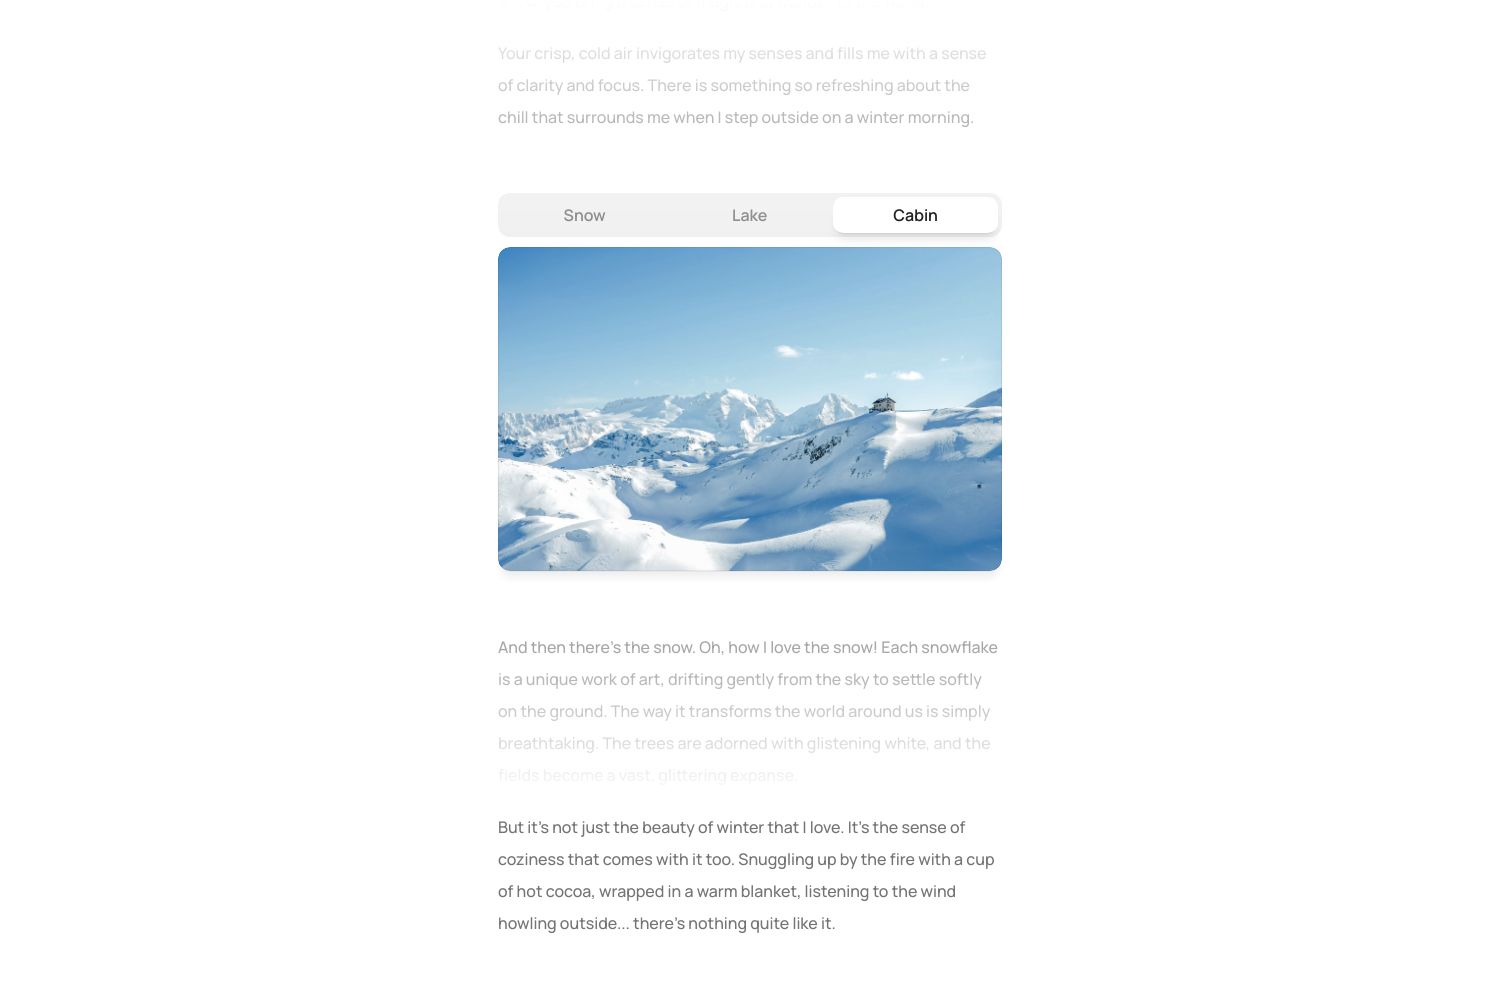 Your crisp, cold air invigorates my senses and fills me with a sense
of clarity and focus. There is something so refreshing about the
chill that surrounds me when I step outside on a winter morning.
Snow
Lake
Cabin
And then there's the snow. Oh, how I love the snow! Each snowflake
is a unique work of art, drifting gently from the sky to settle softly
on the ground. The way it transforms the world around us is simply
breathtaking. The trees are adorned with glistening white, and the
fields become a vast, glittering expanse.
But it's not just the beauty of winter that I love. It's the sense of
coziness that comes with it too. Snuggling up by the fire with a cup
of hot cocoa, wrapped in a warm blanket, listening to the wind
howling outside... there's nothing quite like it.